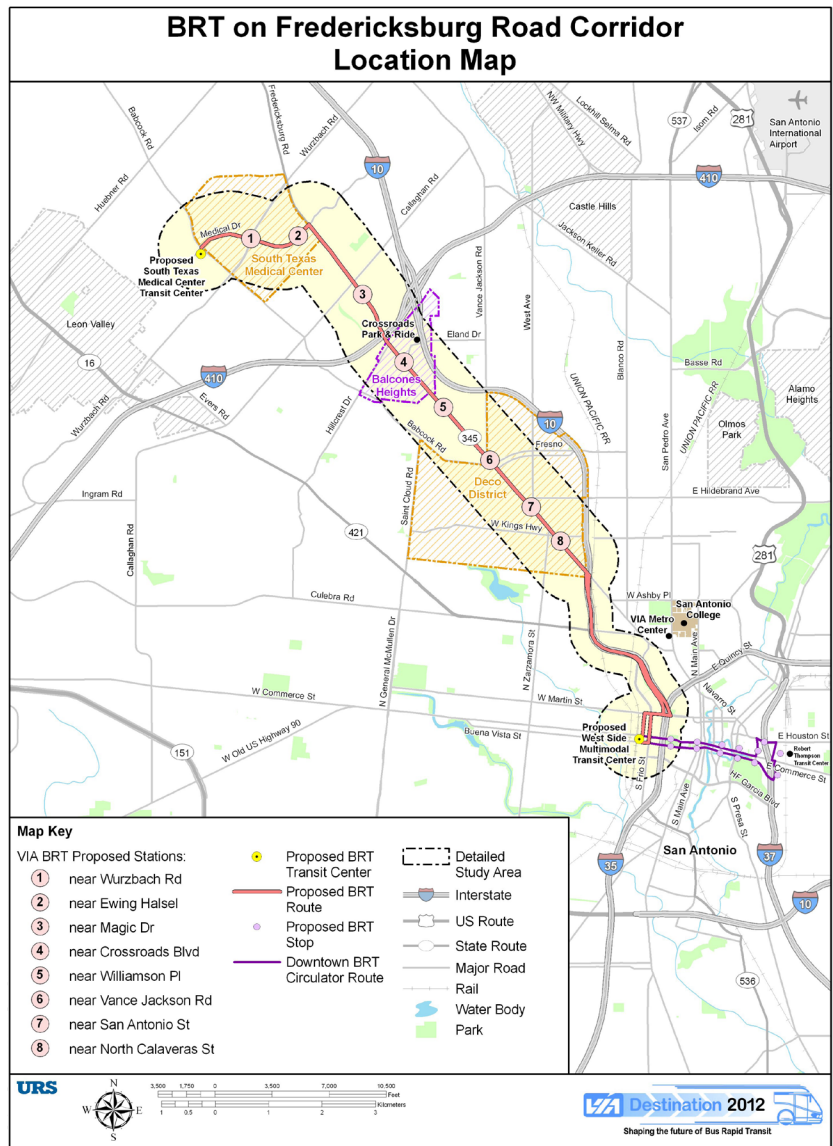 BRT on Fredericksburg Road Corridor
Location Map
Babcock Rd
Fredericksburg Rd
Wurzbach Rd
NW Military Hwy
Lockhill Selma Rd
537
Isom Rd
281
San Antonio
International
Airport
Huebner Rd
10
Callaghan Rd
410
Castle Hills
Jackson Keller Rd
Medical Dr
1
2
South Texas
Medical Center
Proposed
South Texas
Medical Center
Transit Center
Vance Jackson Rd
West Ave
3
Leon Valley
Crossroads
Park & Ride
Eland Dr
Blanco Rd
16
4
Basse Rd
410
Balcones
Heights
UNION PACIFIC RR
UNION PACIFIC RR
Alamo
Heights
Wurzbach Rd
Evers Rd
Hillcrest Dr
5
10
San Pedro Ave
Olmos
Park
Babcock Rd
345
Fresno
6
Ingram Rd
Saint Cloud Rd
Deco
District
E Hildebrand Ave
7
Callaghan Rd
421
W Kings Hwy
8
281
Culebra Rd
W Ashby Pl
San Antonio
College
VIA Metro
Center
N General McMullen Dr
N Zarzamora St
N Main Ave
E Quincy St
W Commerce St
W Martin St
Navarro St
Buena Vista St
Proposed
West Side
Multimodal
Transit Center
E Houston St
Robert
Thompson
Transit Center
151
W Old US Highway 90
E Commerce St
S Frio St
HF Garcia Blvd
S Main Ave
S Presa St
San Antonio
35
37
10
536
Map Key
VIA BRT Proposed Stations:
1 near Wurzbach Rd
2 near Ewing Halsel
3 near Magic Dr
4 near Crossroads Blvd
5 near Williamson Pl
6 near Vance Jackson Rd
7 near San Antonio St
8 near North Calaveras St
Proposed BRT
Transit Center
Proposed BRT
Route
Proposed BRT
Stop
Downtown BRT
Circulator Route
Detailed
Study Area
Interstate
US Route
State Route
Major Road
Rail
Water Body
Park
URS
N
W E
S
3,500 1,750 0 3,500 7,000 10,500
Feet
Kilometers
1 0.5 0 1 2 3
VIA Destination 2012
Shaping the future of Bus Rapid Transit